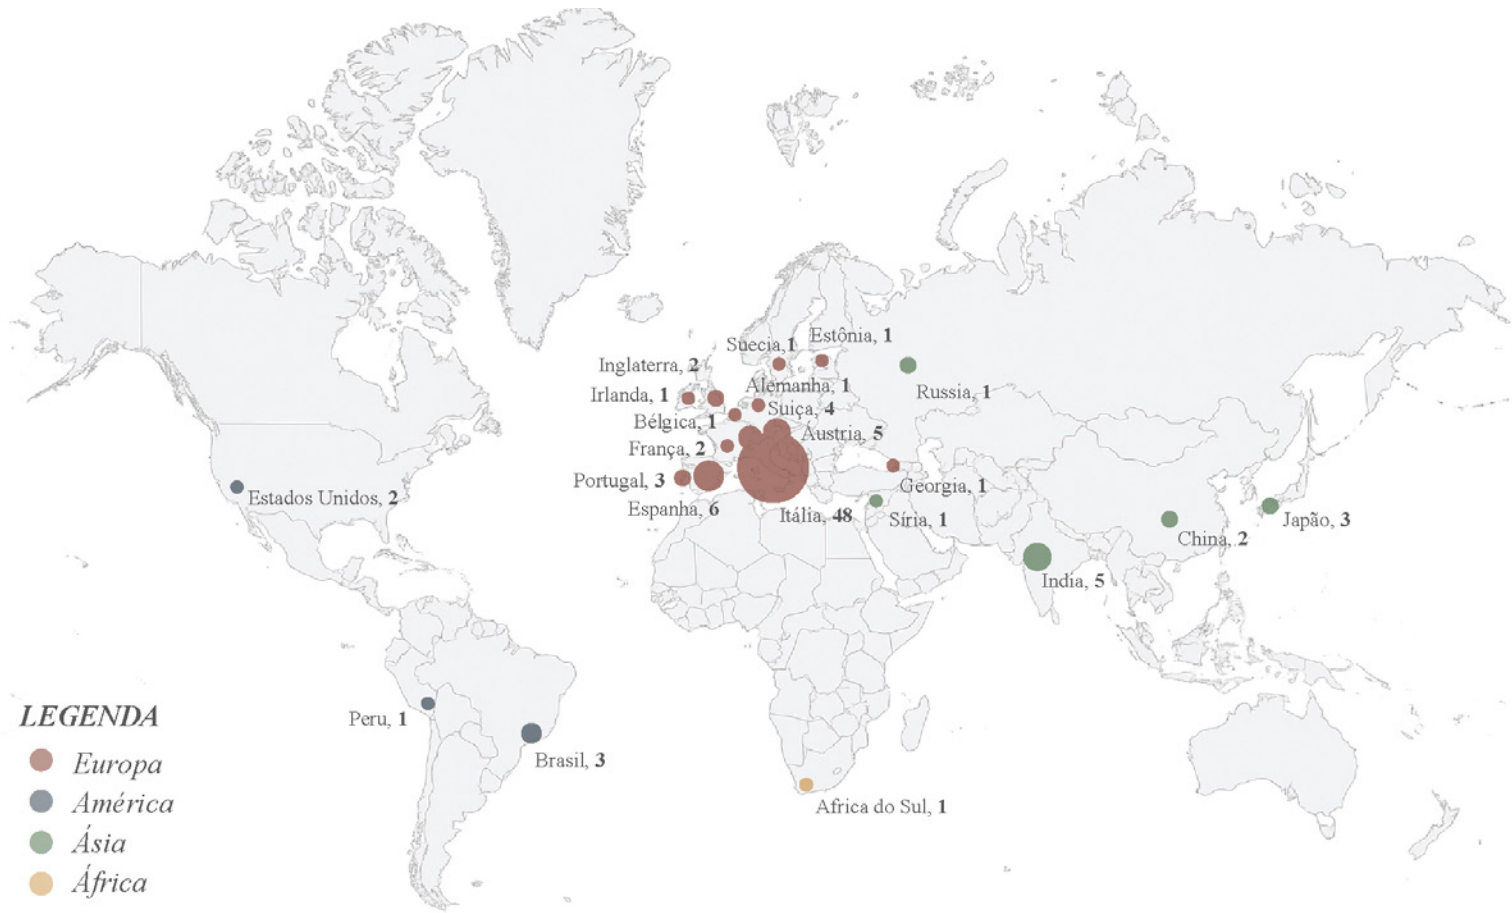 Suecia,1
Estônia, 1
Inglaterra, 2
Alemanha, 1
Russia, 1
Irlanda, 1
Suiça, 4
Bélgica, 1
Áustria, 5
França, 2
Portugal, 3
Georgia, 1
Estados Unidos, 2
Espanha, 6
Itália, 48
Síria, 1
Japão, 3
China, 2
India, 5
Peru, 1
Brasil, 3
Africa do Sul, 1
LEGENDA
Europa
América
Ásia
África